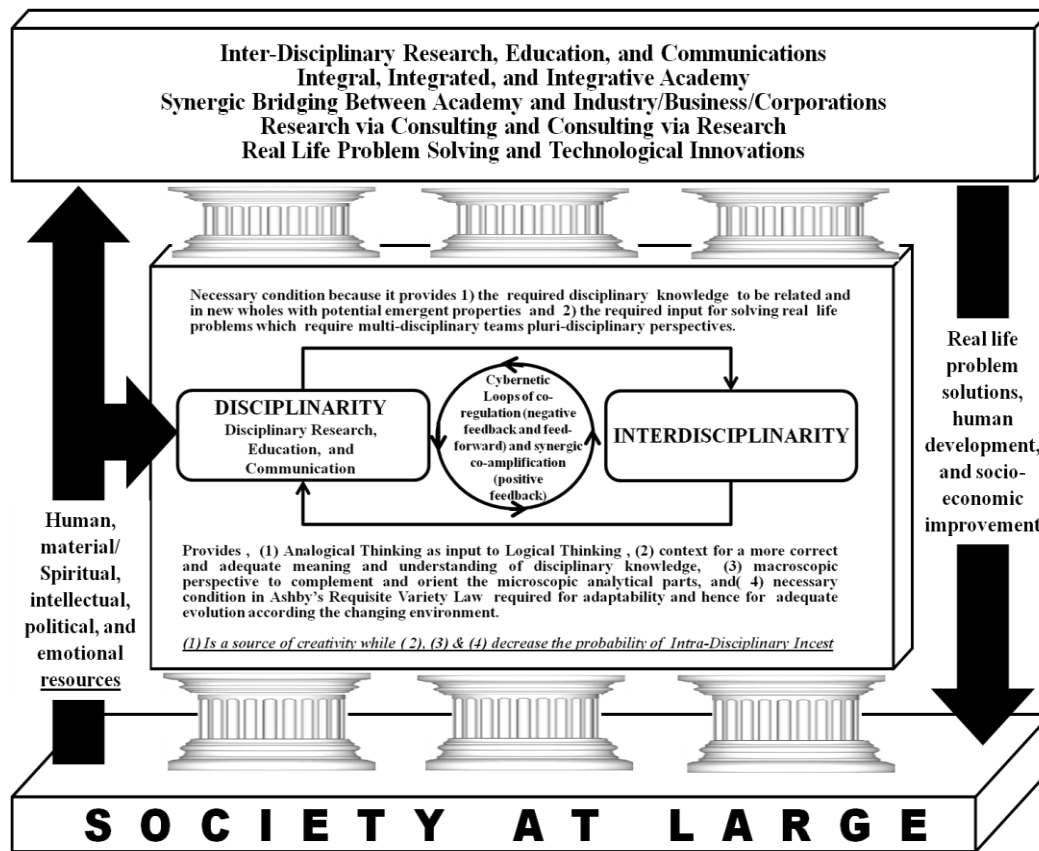 Inter-Disciplinary Research, Education, and Communications
Integral, Integrated, and Integrative Academy
Synergic Bridging Between Academy and Industry/Business/Corporations
Research via Consulting and Consulting via Research
Real Life Problem Solving and Technological Innovations
Necessary condition because it provides 1) the required disciplinary knowledge to be related and
in new wholes with potential emergent properties and 2) the required input for solving real life
problems which require multi-disciplinary teams pluri-disciplinary perspectives.
DISCIPLINARITY
Disciplinary Research,
Education, and
Communication
Cybernetic
Loops of co-
regulation (negative
feedback and feed-
forward) and synergic
co-amplification
(positive
feedback)
INTERDISCIPLINARITY
Provides , (1) Analogical Thinking as input to Logical Thinking , (2) context for a more correct
and adequate meaning and understanding of disciplinary knowledge, (3) macroscopic
perspective to complement and orient the microscopic analytical parts, and( 4) necessary
condition in Ashby's Requisite Variety Law required for adaptability and hence for adequate
evolution according the changing environment.
(1) Is a source of creativity while ( 2), (3) & (4) decrease the probability of Intra-Disciplinary Incest
Human,
material/
Spiritual,
intellectual,
political, and
emotional
resources
Real life
problem
solutions,
human
development,
and socio-
economic
improvement
SOCIETY AT LARGE